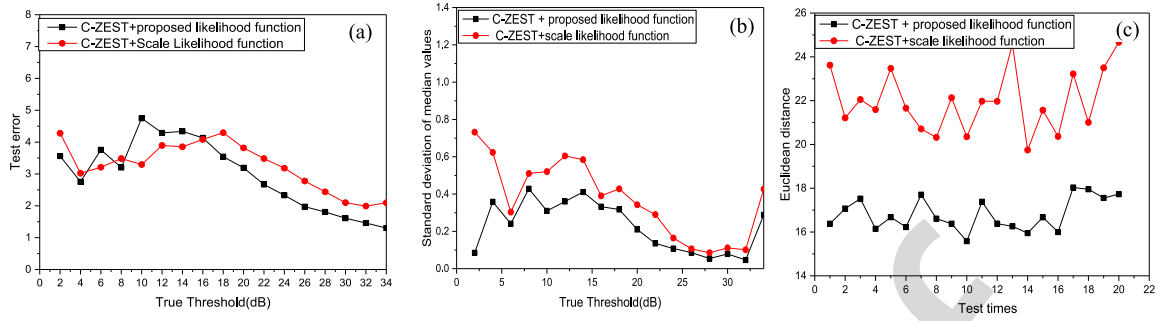 C-ZEST+proposed likelihood function
C-ZEST+Scale Likelihood function
(a)
8
7
6
5
4
3
2
1
0
Test error
2 4 6 8 10 12 14 16 18 20 22 24 26 28 30 32 34
True Threshold(dB)
C-ZEST + proposed likelihood function
C-ZEST+scale likelihood function
(b)
1.4
1.2
1.0
0.8
0.6
0.4
0.2
0.0
Standard deviation of median values
5 10 15 20 25 30
True Threshold(dB)
C-ZEST + proposed likelihood function
C-ZEST+scale likelihood function
(c)
26
24
22
20
18
16
14
Euclidean distance
0 2 4 6 8 10 12 14 16 18 20 22
Test times